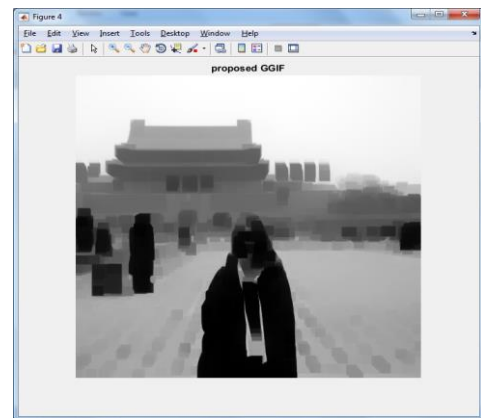 Figure 4
File Edit View Insert Tools Desktop Window Help
proposed GGIF